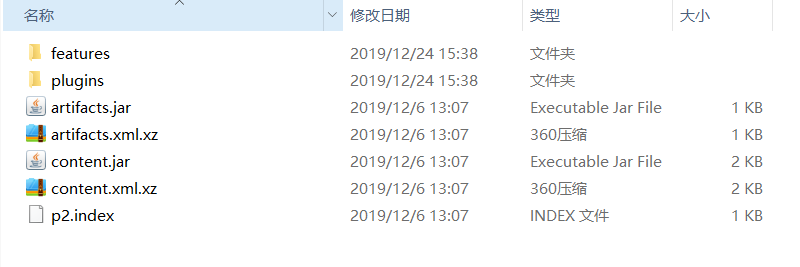 名称 修改日期 类型 大小
features 2019/12/24 15:38 文件夹
plugins 2019/12/24 15:38 文件夹
artifacts.jar 2019/12/6 13:07 Executable Jar File 1 KB
artifacts.xml.xz 2019/12/6 13:07 360压缩 1 KB
content.jar 2019/12/6 13:07 Executable Jar File 2 KB
content.xml.xz 2019/12/6 13:07 360压缩 2 KB
p2.index 2019/12/6 13:07 INDEX 文件 1 KB